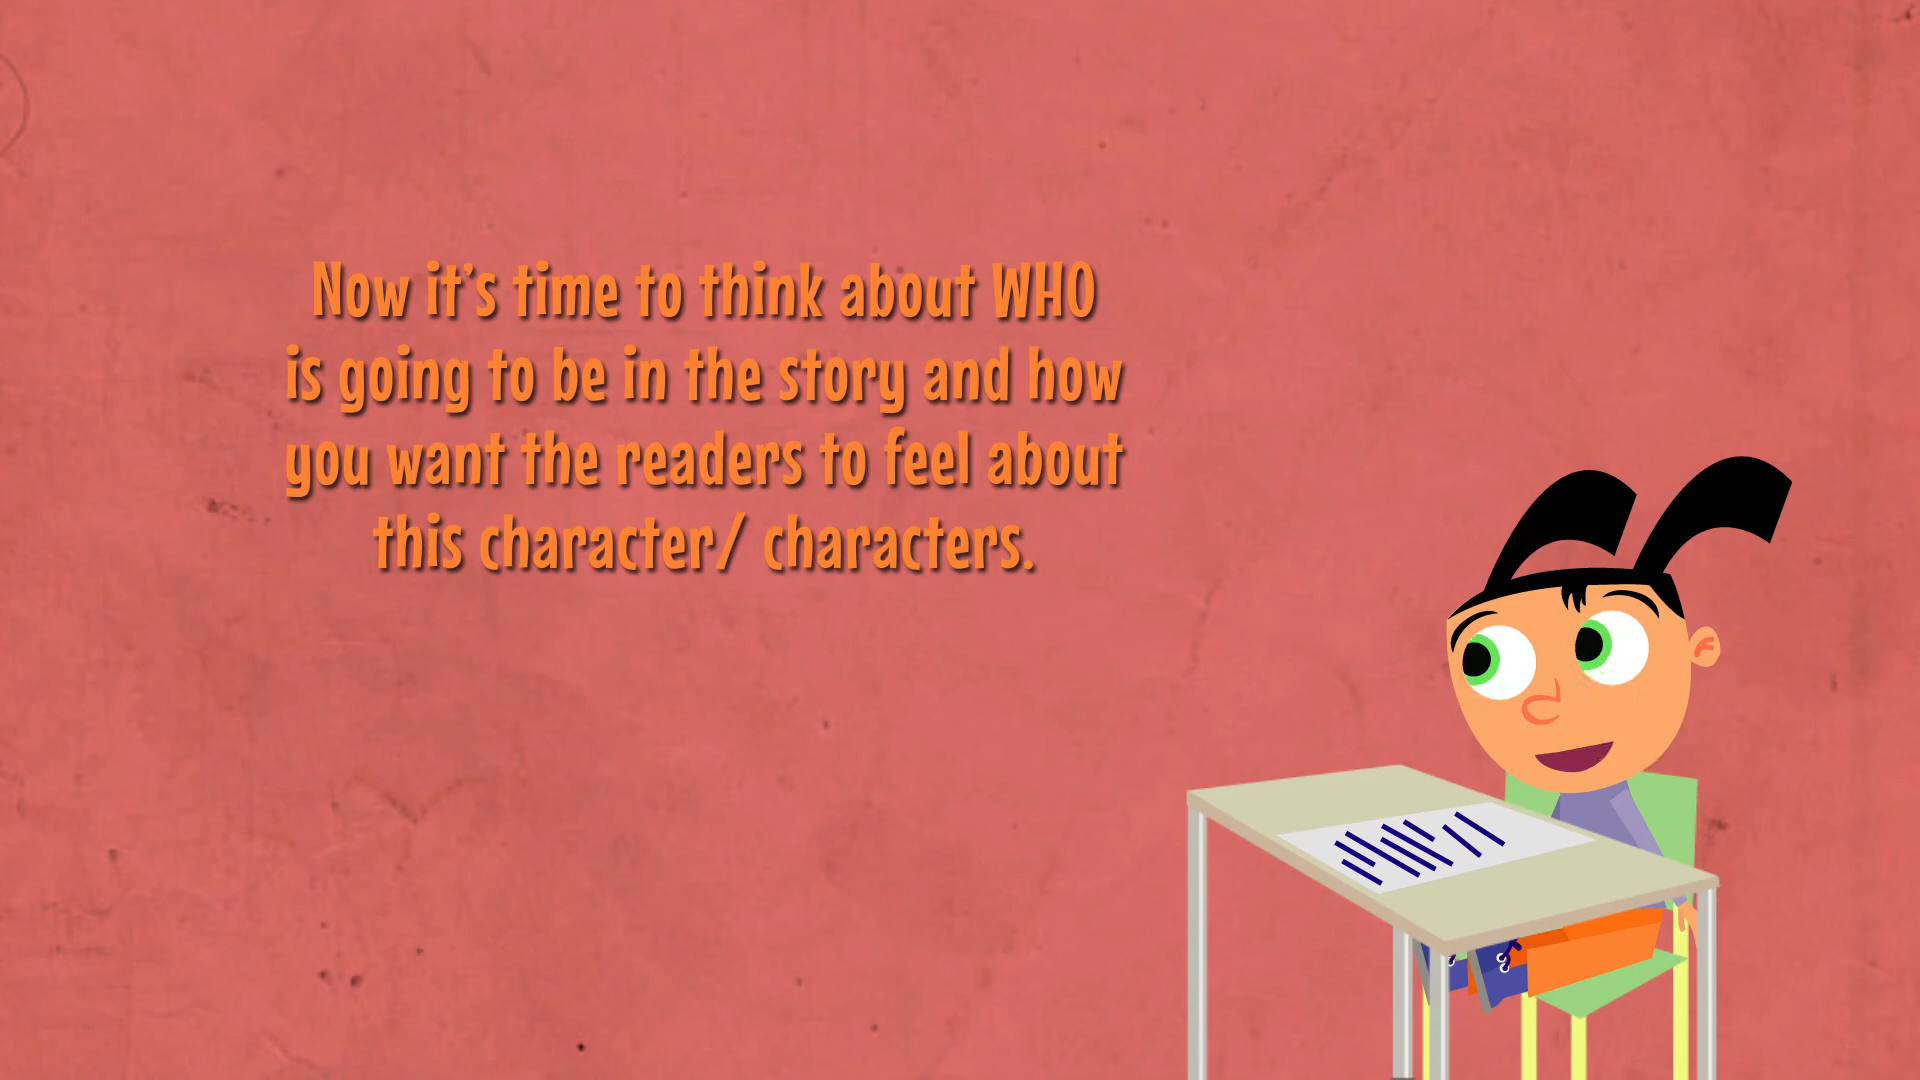 Now it's time to think about WHO
is going to be in the story and how
you want the readers to feel about
this character/ characters.